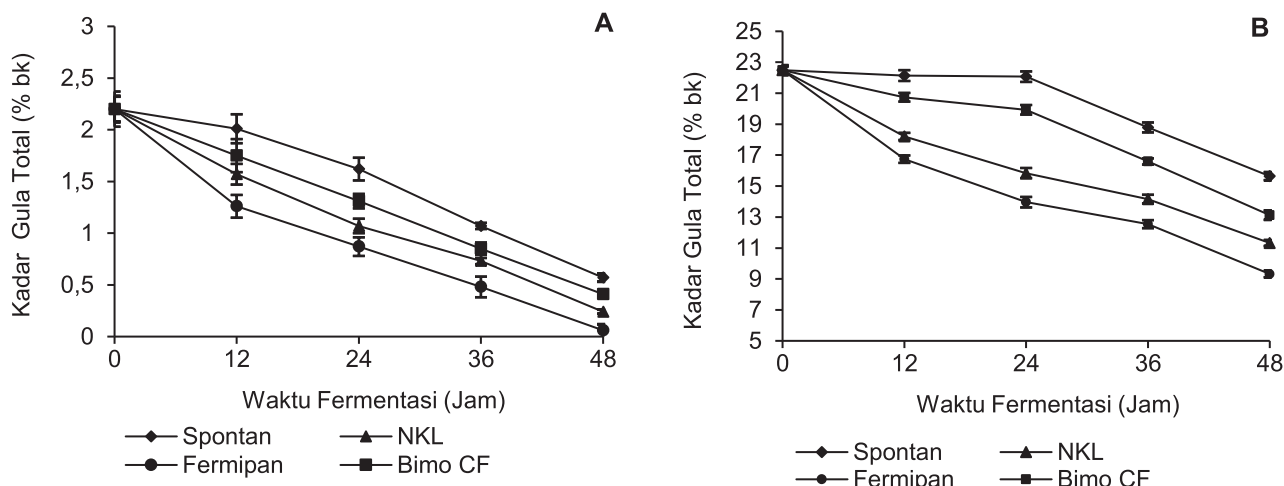 A
Kadar Gula Total (% bk)
3
2,5
2
1,5
1
0,5
0
0 12 24 36 48
Waktu Fermentasi (Jam)
Spontan NKL
Fermipan Bimo CF
B
Kadar Gula Total (% bk)
25
23
21
19
17
15
13
11
9
7
5
0 12 24 36 48
Waktu Fermentasi (Jam)
Spontan NKL
Fermipan Bimo CF